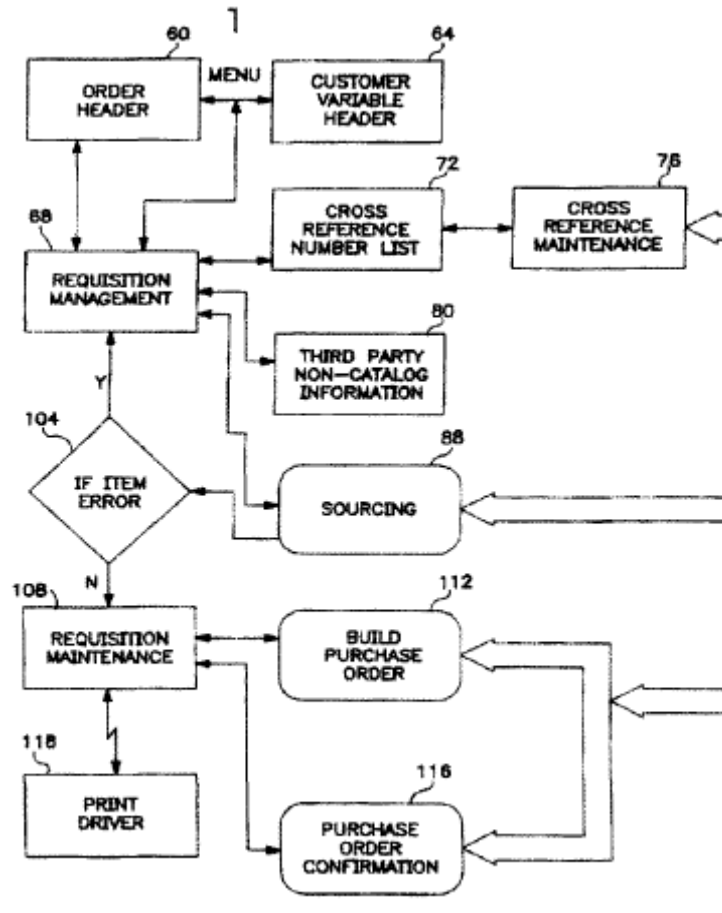 60
ORDER
HEADER
MENU
64
CUSTOMER
VARIABLE
HEADER
68
REQUISITION
MANAGEMENT
72
CROSS
REFERENCE
NUMBER LIST
76
CROSS
REFERENCE
MAINTENANCE
80
THIRD PARTY
NON-CATALOG
INFORMATION
Y
104
IF ITEM
ERROR
88
SOURCING
N
108
REQUISITION
MAINTENANCE
112
BUILD
PURCHASE
ORDER
118
PRINT
DRIVER
116
PURCHASE
ORDER
CONFIRMATION